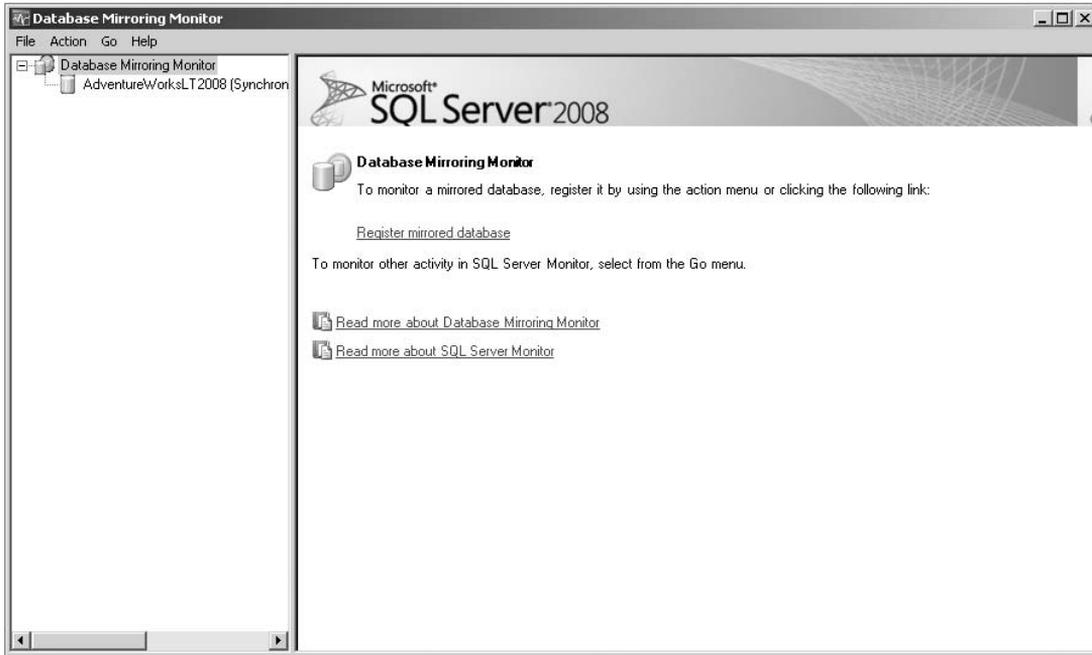 Database Mirroring Monitor
File Action Go Help
Database Mirroring Monitor
AdventureWorksLT2008 (Synchron
Microsoft®
SQL Server®2008
Database Mirroring Monitor
To monitor a mirrored database, register it by using the action menu or clicking the following link:
Register mirrored database
To monitor other activity in SQL Server Monitor, select from the Go menu.
Read more about Database Mirroring Monitor
Read more about SQL Server Monitor